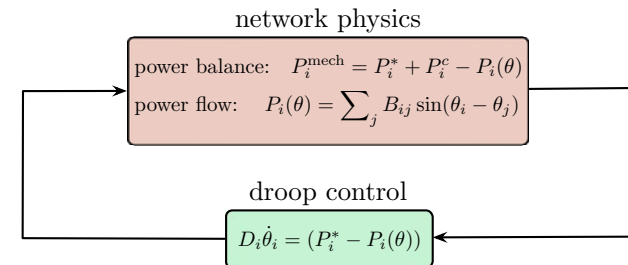 network physics
power balance: $P_i^{\mathrm{mech}} = P_i^* + P_i^c - P_i(\theta)$
power flow: $P_i(\theta) = \sum_j B_{ij} \sin(\theta_i - \theta_j)$
droop control
$D_i \dot{\theta}_i = (P_i^* - P_i(\theta))$